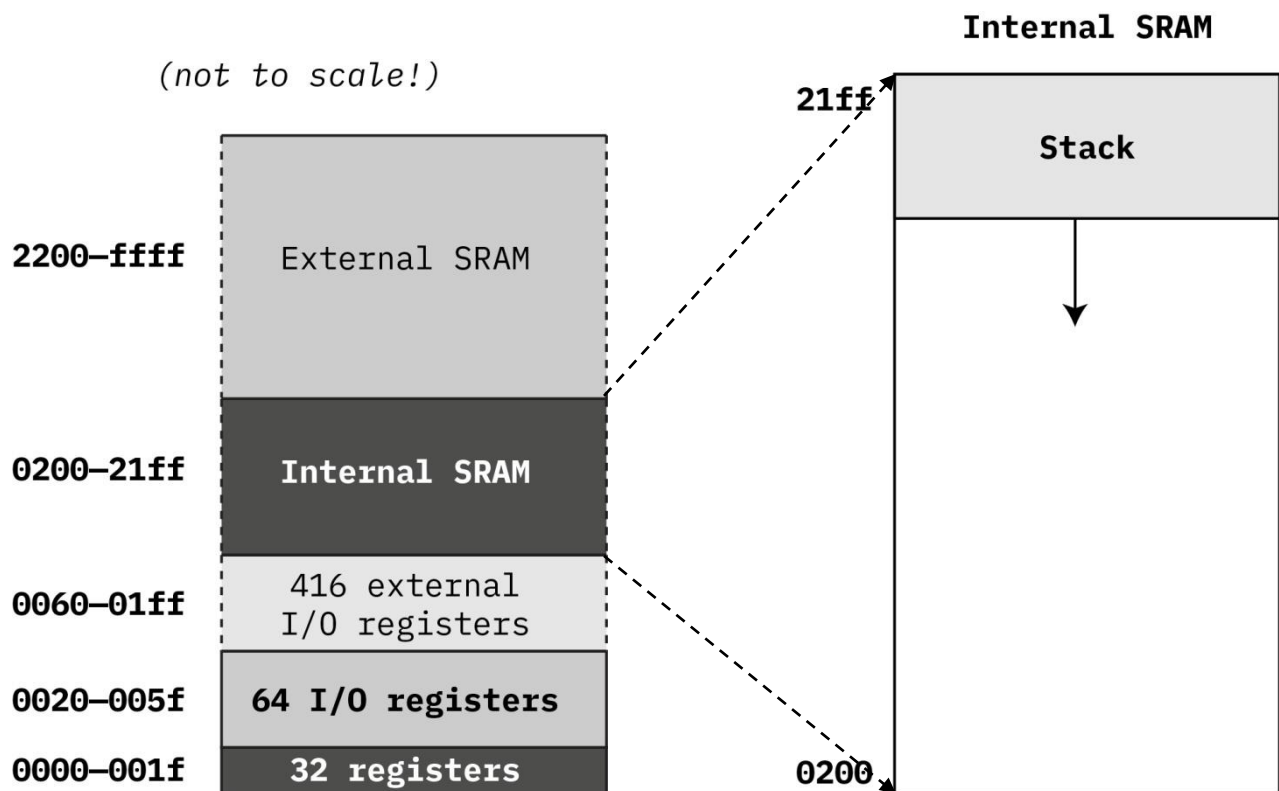 Internal SRAM
(not to scale!)
21ff
Stack
2200–ffff
External SRAM
0200–21ff
Internal SRAM
0060–01ff
416 external
I/O registers
0020–005f
64 I/O registers
0000–001f
32 registers
0200